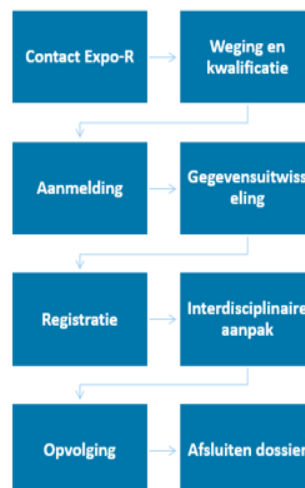 Contact Expo-R
Weging en
kwalificatie
Aanmelding
Gegevensuitwiss
eling
Registratie
Interdisciplinaire
aanpak
Opvolging
Afsluiten dossier